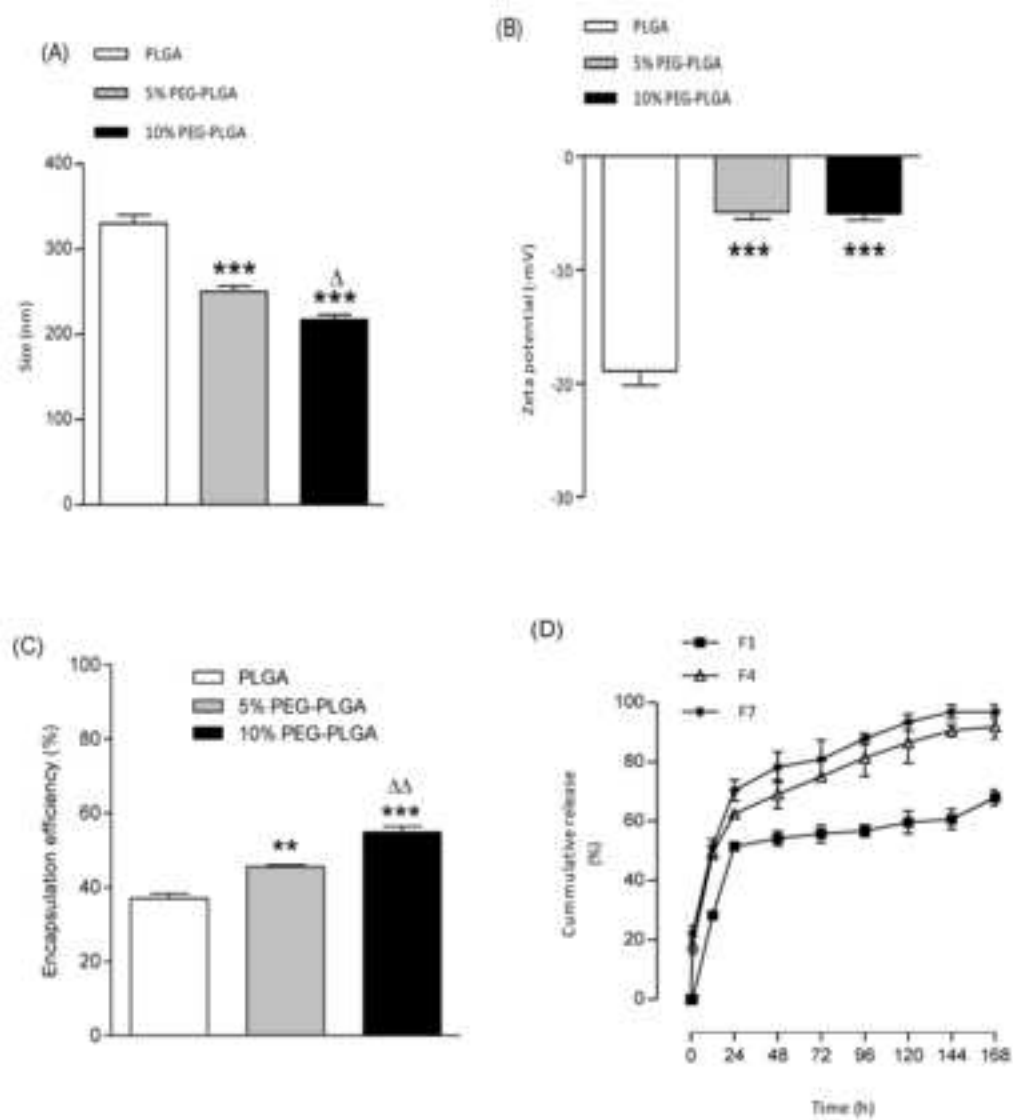 (A)
PLGA
5% PEG-PLGA
10% PEG-PLGA
400
300
200
100
0
Size (nm)
***
Δ
***
(B)
PLGA
5% PEG-PLGA
10% PEG-PLGA
0
-10
-20
-30
Zeta potential (-mV)
***
***
(C)
PLGA
5% PEG-PLGA
10% PEG-PLGA
100
80
60
40
20
0
Encapsulation efficiency (%)
**
ΔΔ
***
(D)
F1
F4
F7
100
80
60
40
20
0
Cummulative release
(%)
0 24 48 72 96 120 144 168
Time (h)